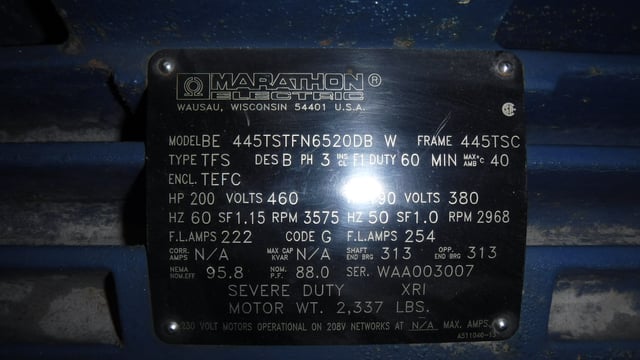 MARATHON®
ELECTRIC
WAUSAU, WISCONSIN 54401 U.S.A.
MODEL BE 445TSTFN6520DB W FRAME 445TSC
TYPE TFS DES B PH 3 INS CL F1 DUTY 60 MIN MAX AMB °C 40
ENCL. TEFC
HP 200 VOLTS 460 90 VOLTS 380
HZ 60 SF 1.15 RPM 3575 HZ 50 SF 1.0 RPM 2968
F.L. AMPS 222 CODE G F.L. AMPS 254
CORR. AMPS N/A MAX CAP KVAR N/A SHAFT END BRG 313 OPP. END BRG 313
NEMA NOM. EFF 95.8 NOM. P.F. 88.0 SER. WAA003007
SEVERE DUTY XRI
MOTOR WT. 2,337 LBS.
230 VOLT MOTORS OPERATIONAL ON 208V NETWORKS AT N/A MAX. AMPS.